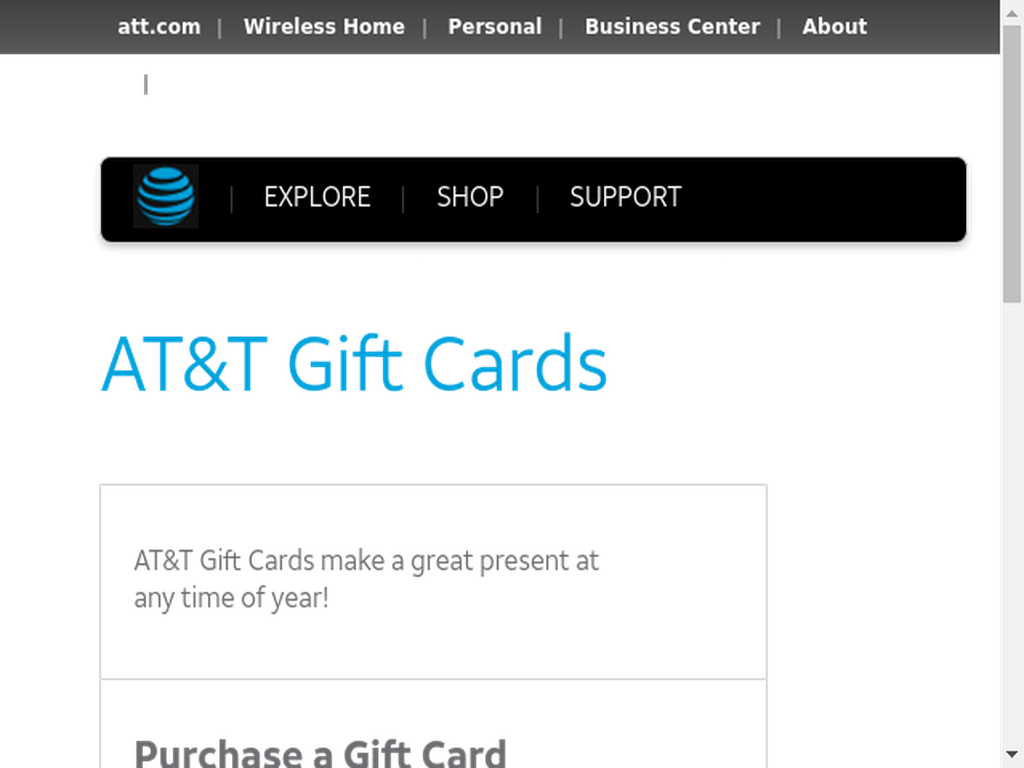 att.com | Wireless Home | Personal | Business Center | About
|
| EXPLORE | SHOP | SUPPORT
AT&T Gift Cards
AT&T Gift Cards make a great present at
any time of year!
Purchase a Gift Card